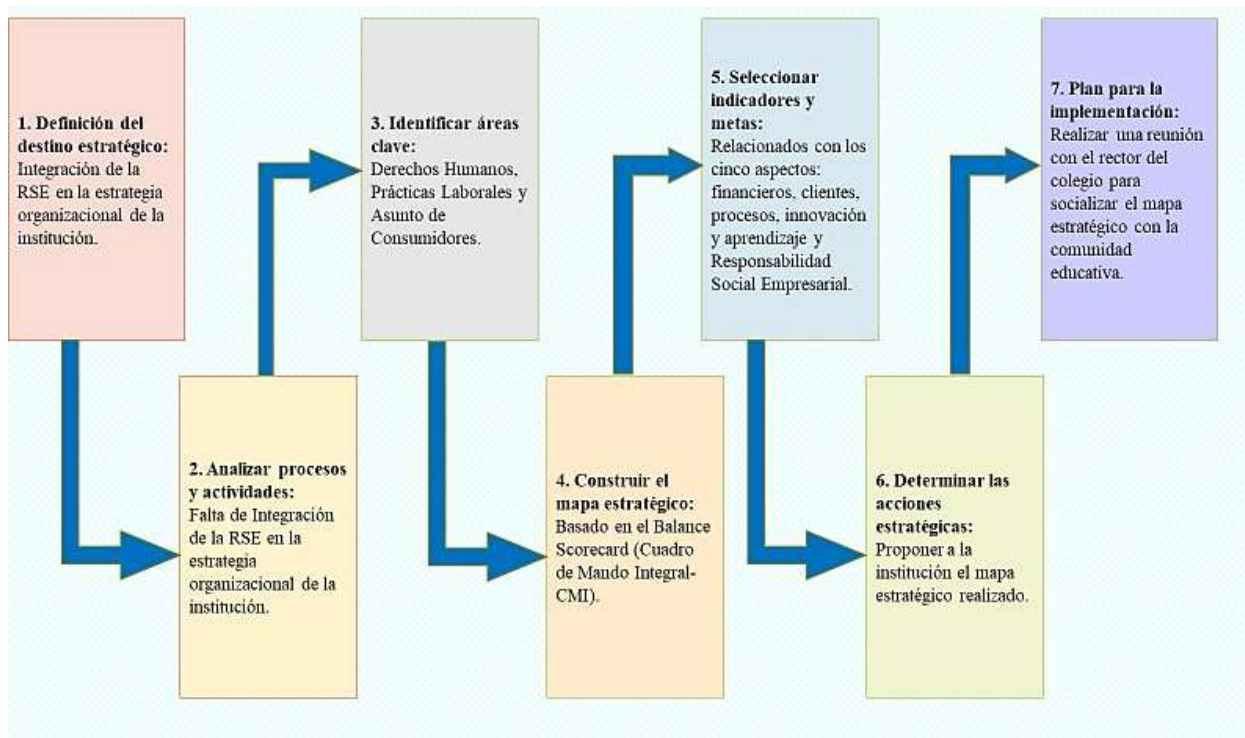 1. Definición del
destino estratégico:
Integración de la
RSE en la estrategia
organizacional de la
institución.
2. Analizar procesos
y actividades:
Falta de Integración
de la RSE en la
estrategia
organizacional de la
institución.
3. Identificar áreas
clave:
Derechos Humanos,
Prácticas Laborales y
Asunto de
Consumidores.
4. Construir el
mapa estratégico:
Basado en el Balance
Scorecard (Cuadro
de Mando Integral-
CMI).
5. Seleccionar
indicadores y
metas:
Relacionados con los
cinco aspectos:
financieros, clientes,
procesos, innovación
y aprendizaje y
Responsabilidad
Social Empresarial.
6. Determinar las
acciones
estratégicas:
Proponer a la
institución el mapa
estratégico realizado.
7. Plan para la
implementación:
Realizar una reunión
con el rector del
colegio para
socializar el mapa
estratégico con la
comunidad
educativa.